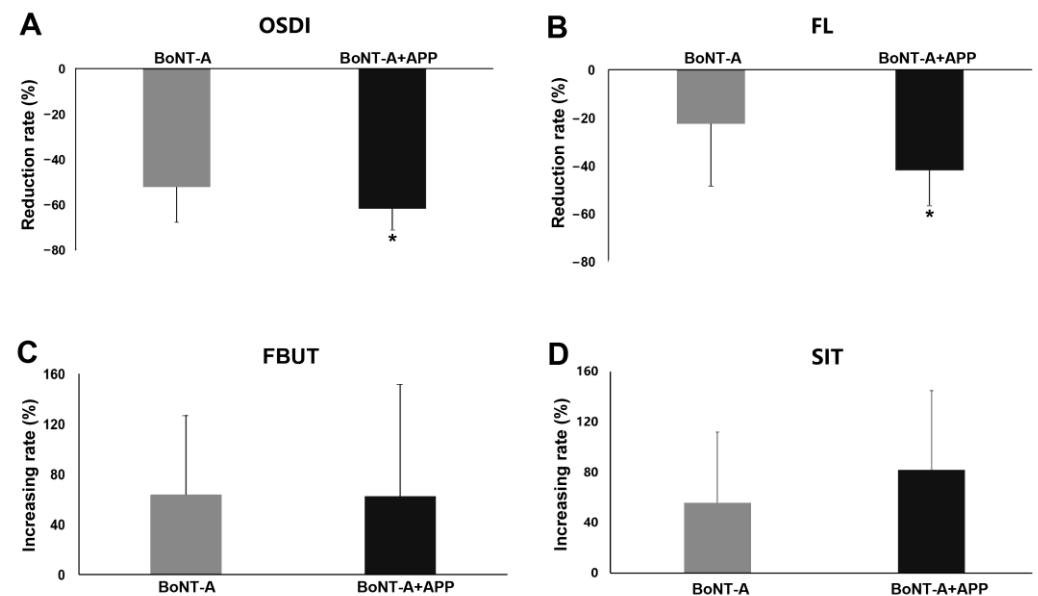 A
OSDI
BoNT-A
BoNT-A+APP
Reduction rate (%)
0
−20
−40
−60
−80
*
B
FL
BoNT-A
BoNT-A+APP
Reduction rate (%)
0
−20
−40
−60
−80
*
C
FBUT
Increasing rate (%)
160
120
80
40
0
BoNT-A
BoNT-A+APP
D
SIT
Increasing rate (%)
160
120
80
40
0
BoNT-A
BoNT-A+APP